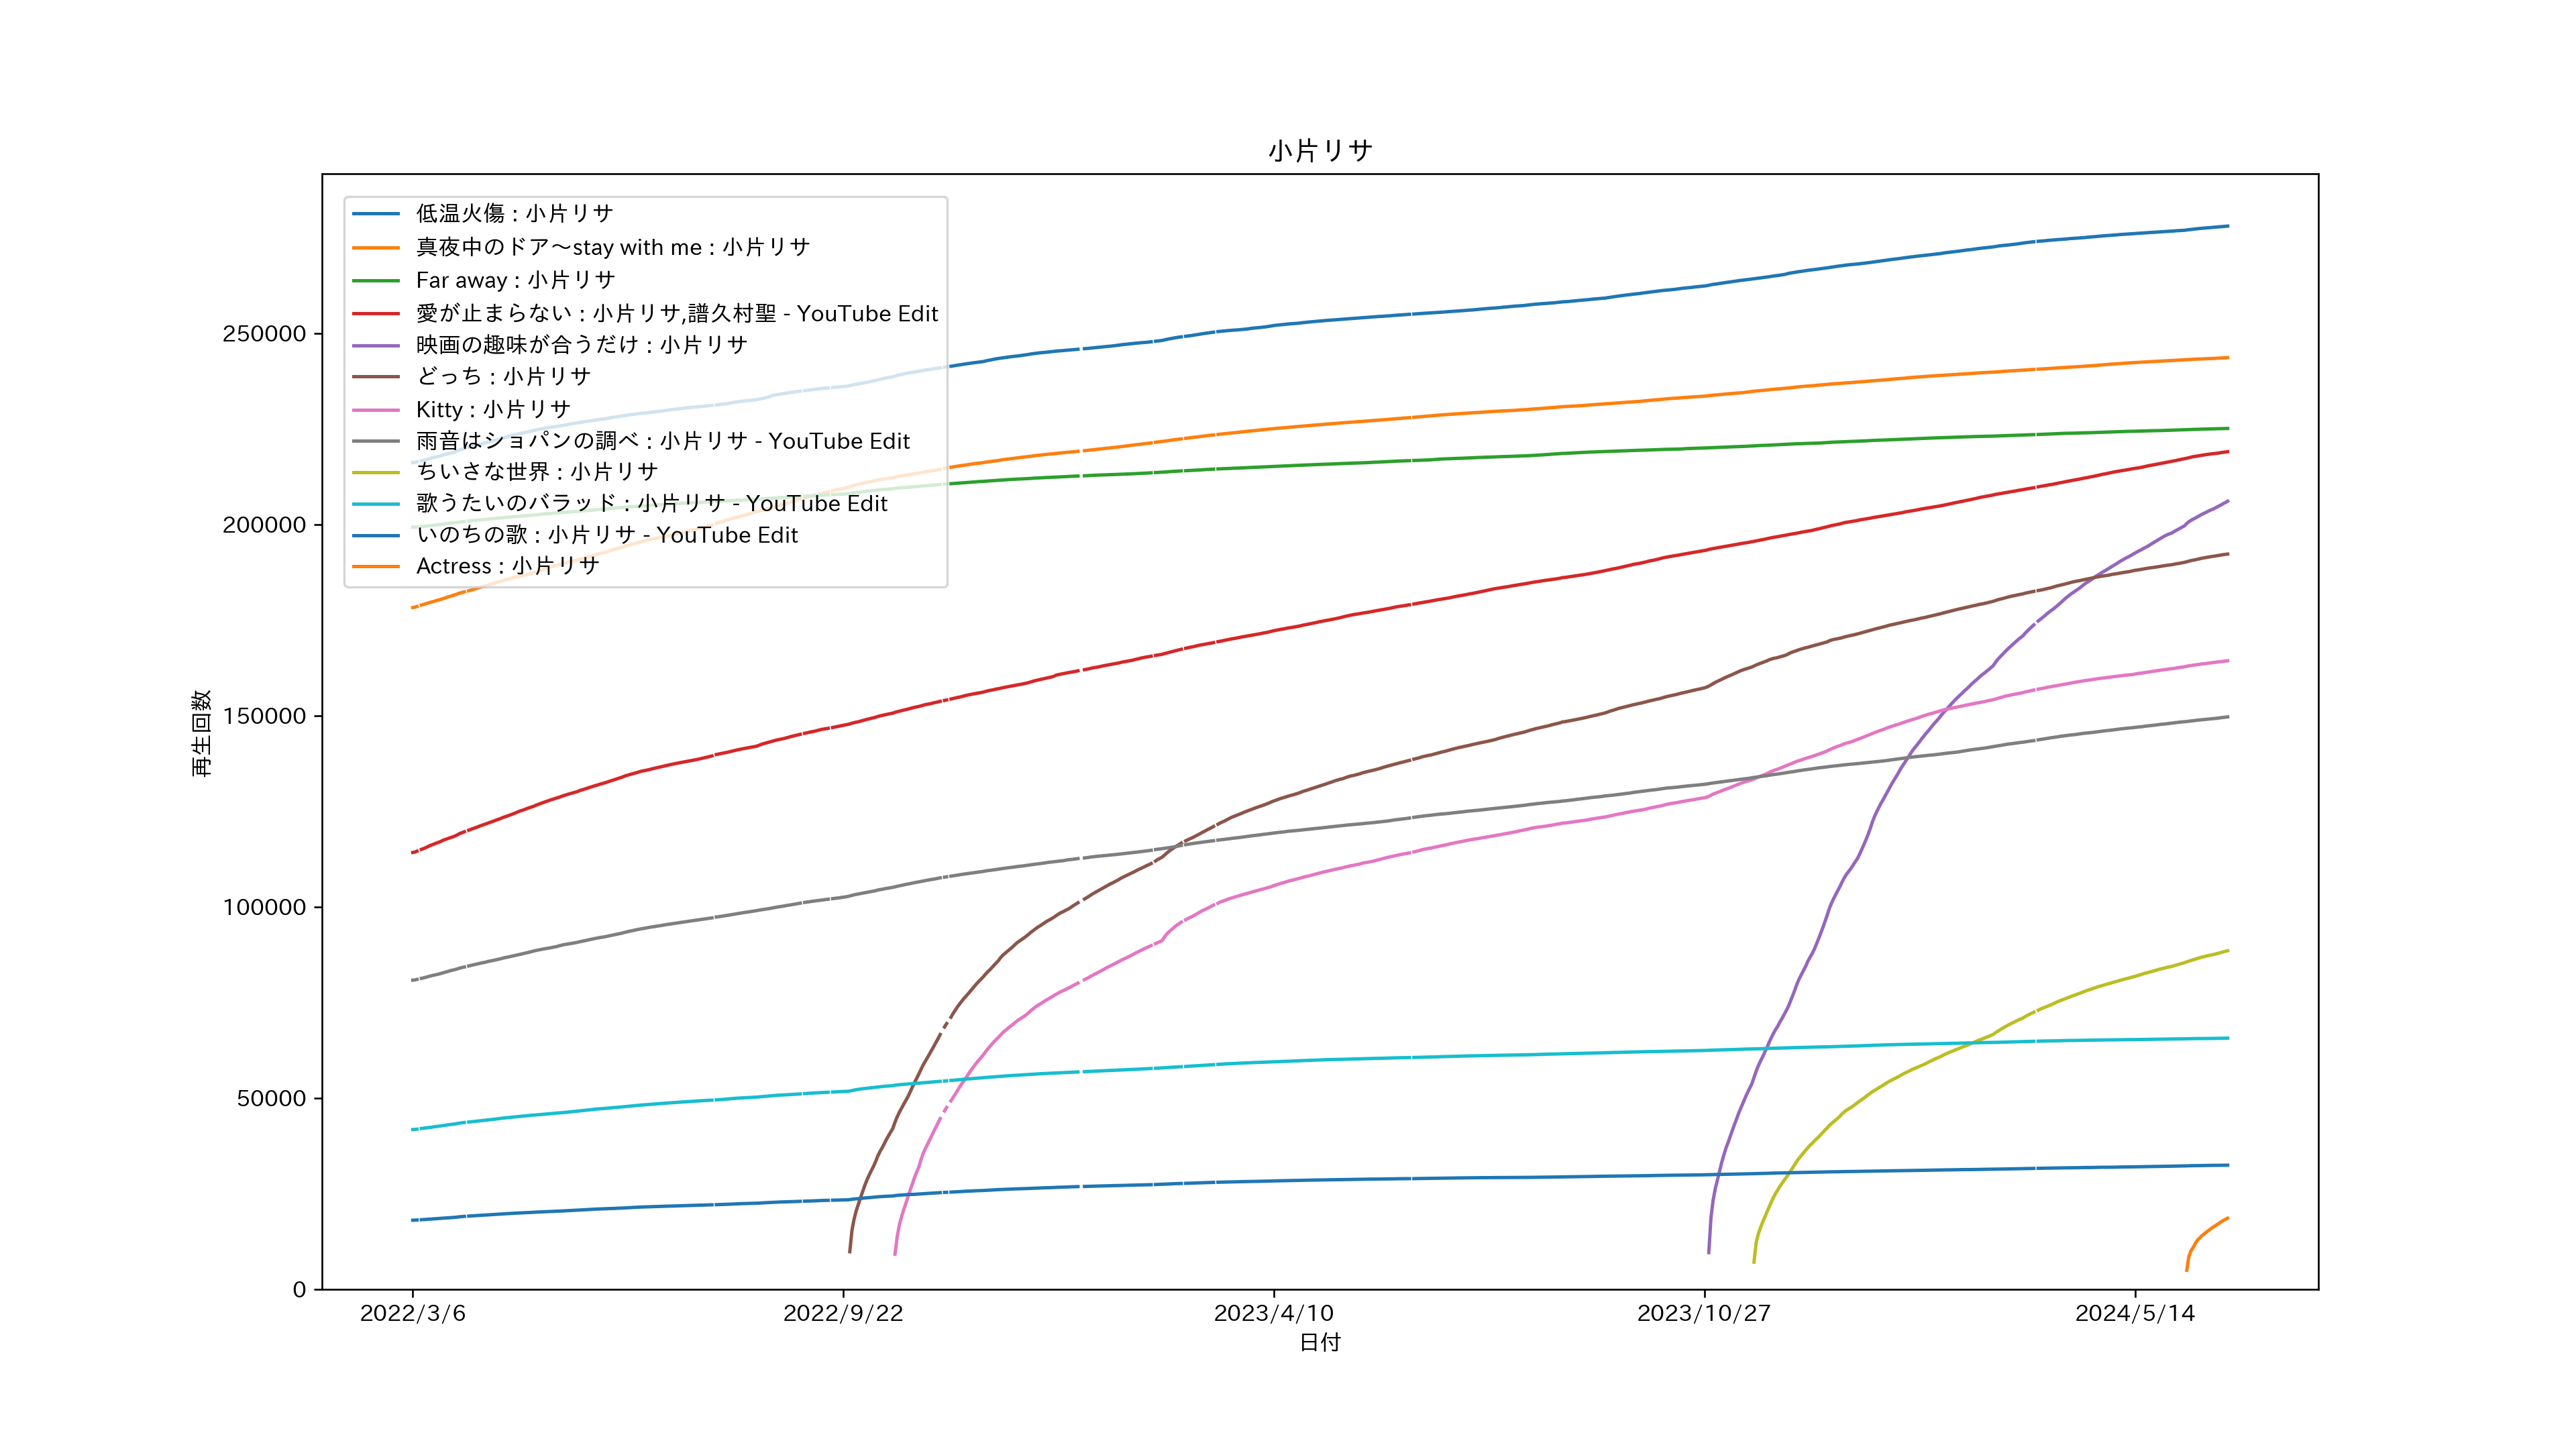 小片リサ
低温火傷 : 小片リサ
真夜中のドア～stay with me : 小片リサ
Far away : 小片リサ
愛が止まらない : 小片リサ,譜久村聖 - YouTube Edit
映画の趣味が合うだけ : 小片リサ
どっち : 小片リサ
Kitty : 小片リサ
雨音はショパンの調べ : 小片リサ - YouTube Edit
ちいさな世界 : 小片リサ
歌うたいのバラッド : 小片リサ - YouTube Edit
いのちの歌 : 小片リサ - YouTube Edit
Actress : 小片リサ
250000
200000
150000
100000
50000
0
再生回数
2022/3/6
2022/9/22
2023/4/10
2023/10/27
2024/5/14
日付